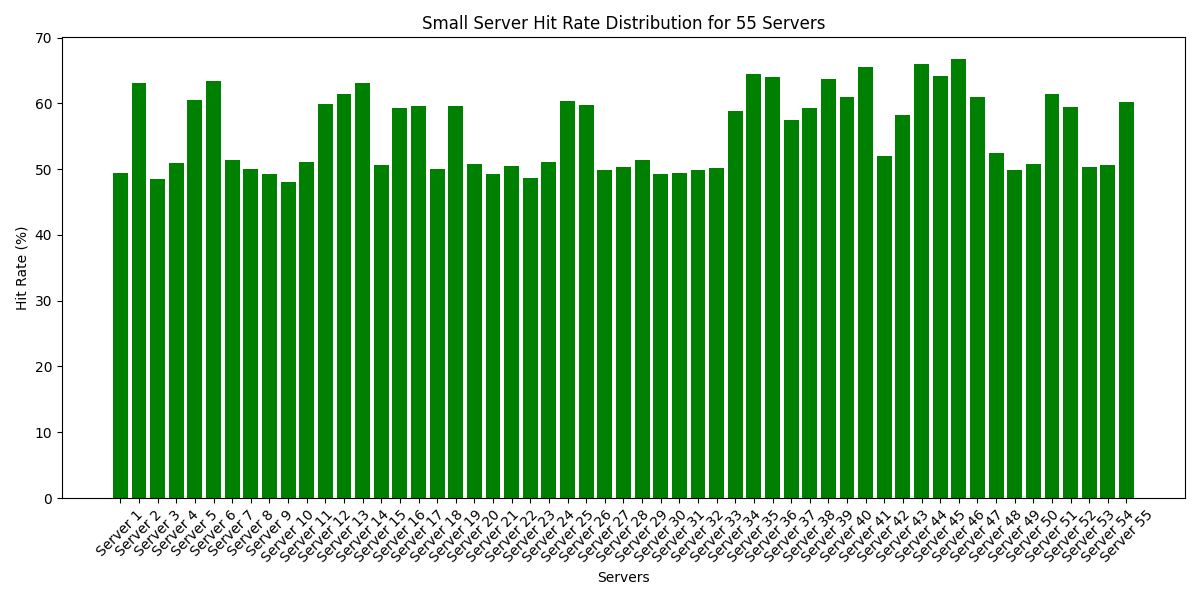 Small Server Hit Rate Distribution for 55 Servers
70
60
50
40
30
20
10
0
Hit Rate (%)
Server 1
Server 2
Server 3
Server 4
Server 5
Server 6
Server 7
Server 8
Server 9
Server 10
Server 11
Server 12
Server 13
Server 14
Server 15
Server 16
Server 17
Server 18
Server 19
Server 20
Server 21
Server 22
Server 23
Server 24
Server 25
Server 26
Server 27
Server 28
Server 29
Server 30
Server 31
Server 32
Server 33
Server 34
Server 35
Server 36
Server 37
Server 38
Server 39
Server 40
Server 41
Server 42
Server 43
Server 44
Server 45
Server 46
Server 47
Server 48
Server 49
Server 50
Server 51
Server 52
Server 53
Server 54
Server 55
Servers